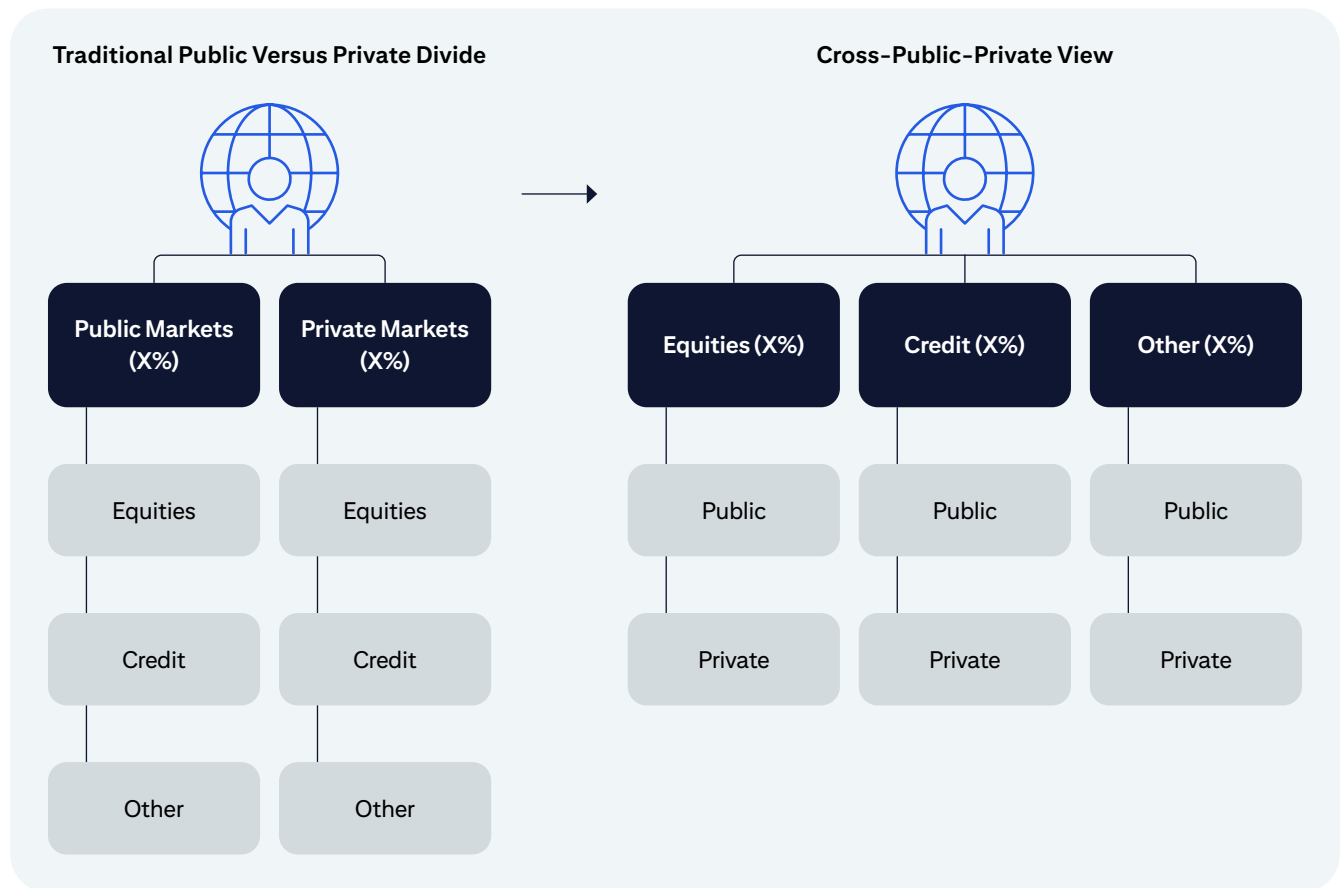 Traditional Public Versus Private Divide
Public Markets
(X%)
Equities
Credit
Other
Private Markets
(X%)
Equities
Credit
Other
Cross-Public-Private View
Equities (X%)
Public
Private
Credit (X%)
Public
Private
Other (X%)
Public
Private